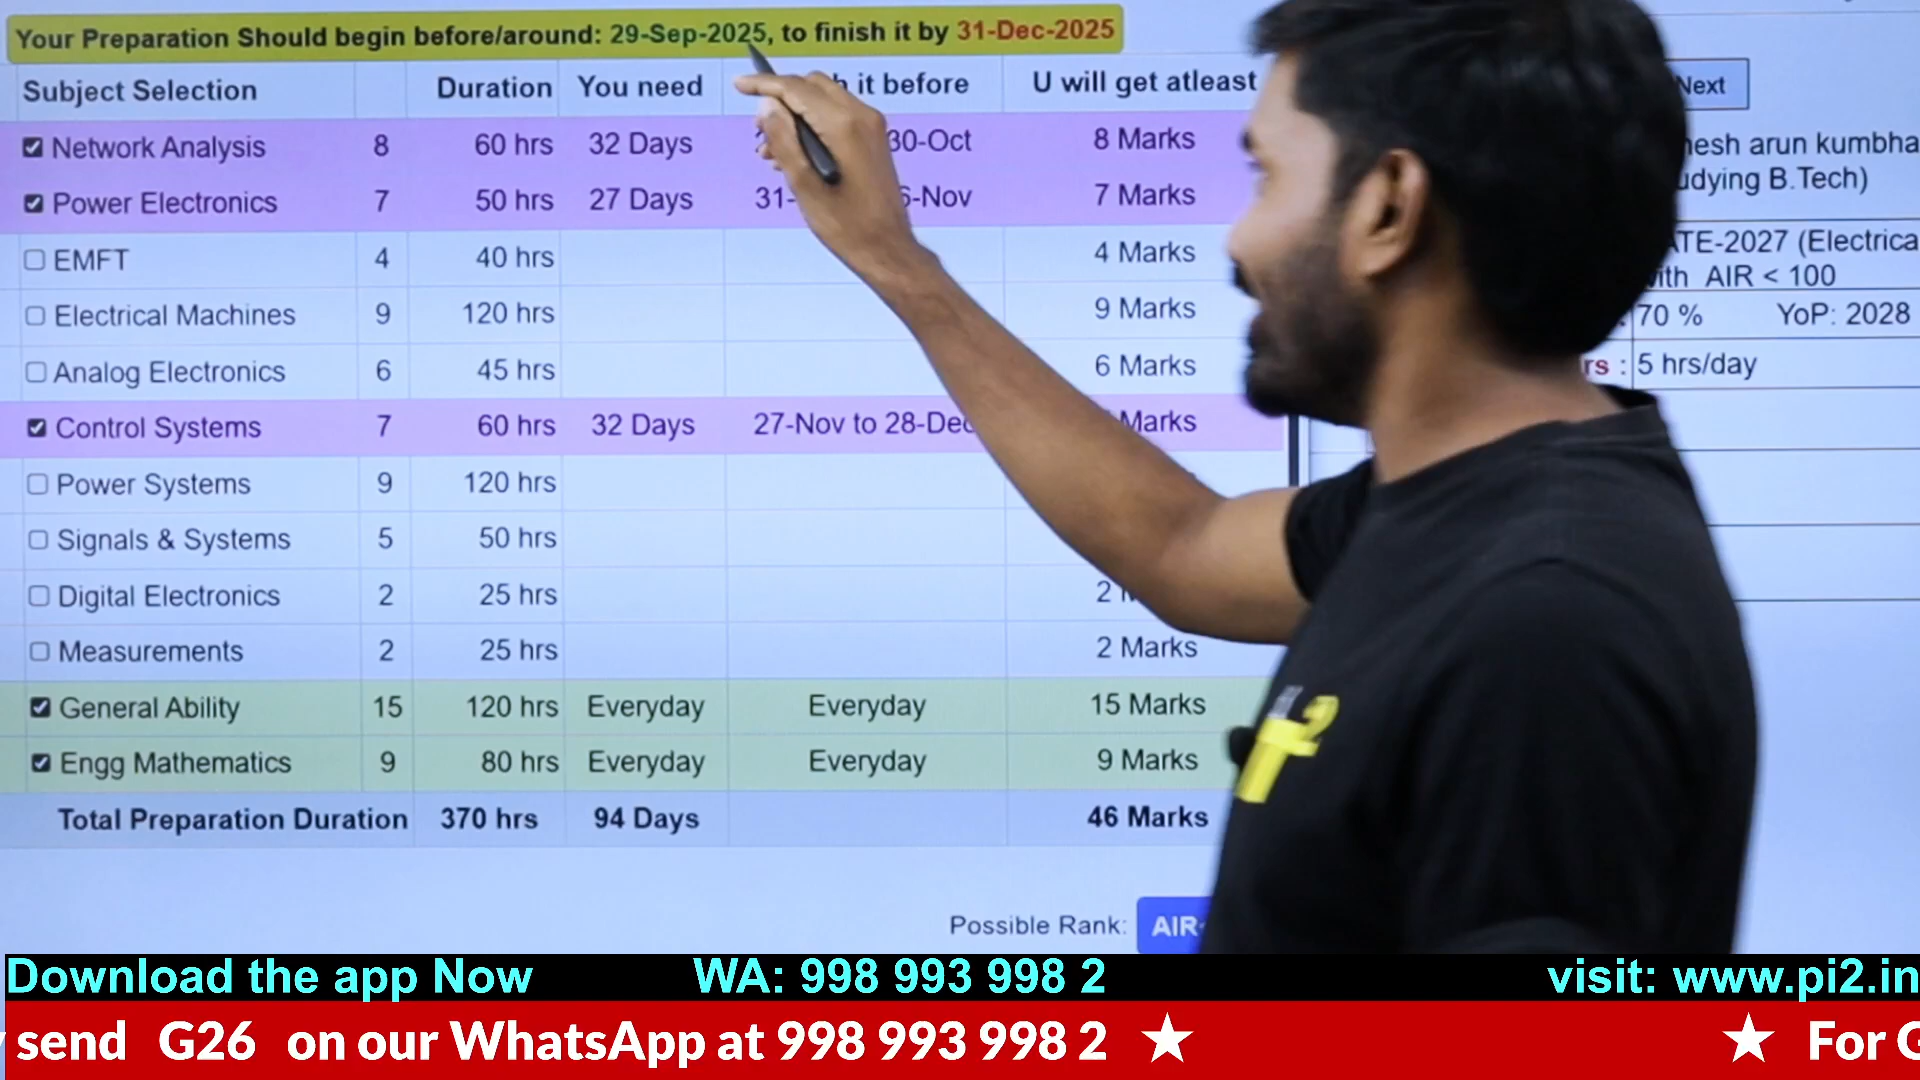 Your Preparation Should begin before/around: 29-Sep-2025, to finish it by 31-Dec-2025
Subject Selection Duration You need it before U will get atleast
Next
Network Analysis 8 60 hrs 32 Days 30-Oct 8 Marks
arun kumbha
B.Tech)
Power Electronics 7 50 hrs 27 Days 31- -Nov 7 Marks
EMFT 4 40 hrs 4 Marks
ATE-2027 (Electrica
with AIR < 100
Electrical Machines 9 120 hrs 9 Marks
70 % YoP: 2028
Analog Electronics 6 45 hrs 6 Marks
rs : 5 hrs/day
Control Systems 7 60 hrs 32 Days 27-Nov to 28-Dec Marks
Power Systems 9 120 hrs
Signals & Systems 5 50 hrs
Digital Electronics 2 25 hrs 2
Measurements 2 25 hrs 2 Marks
General Ability 15 120 hrs Everyday Everyday 15 Marks
Engg Mathematics 9 80 hrs Everyday Everyday 9 Marks
Total Preparation Duration 370 hrs 94 Days 46 Marks
Possible Rank: AIR
Download the app Now WA: 998 993 998 2 visit: www.pi2.in
send G26 on our WhatsApp at 998 993 998 2 ★ ★ For G